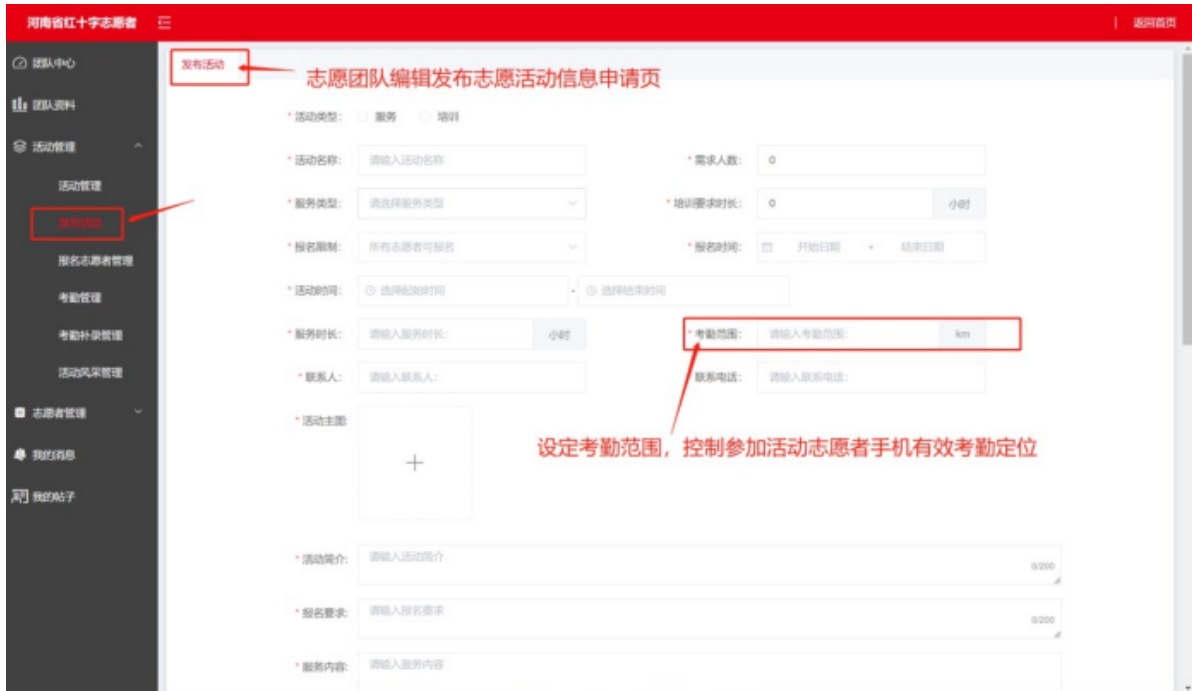 河南省红十字志愿者
返回首页
团队中心
发布活动
志愿团队编辑发布志愿活动信息申请页
团队资料
* 活动类型: 服务 培训
活动管理
* 活动名称: 请输入活动名称
* 需求人数: 0
活动管理
* 服务类型: 请选择服务类型
* 培训要求时长: 0 小时
发布活动
* 报名限制: 所有志愿者可报名
* 报名时间: 开始日期 - 结束日期
报名志愿者管理
* 活动时间: 选择起始时间 - 选择结束时间
考勤管理
* 服务时长: 请输入服务时长: 小时
* 考勤范围: 请输入考勤范围: km
考勤补录管理
* 联系人: 请输入联系人:
联系电话: 请输入联系电话:
活动风采管理
志愿者管理
* 活动主图:
设定考勤范围，控制参加活动志愿者手机有效考勤定位
我的消息
我的帖子
* 活动简介: 请输入活动简介
0/200
* 报名要求: 请输入报名要求
0/200
* 服务内容: 请输入服务内容